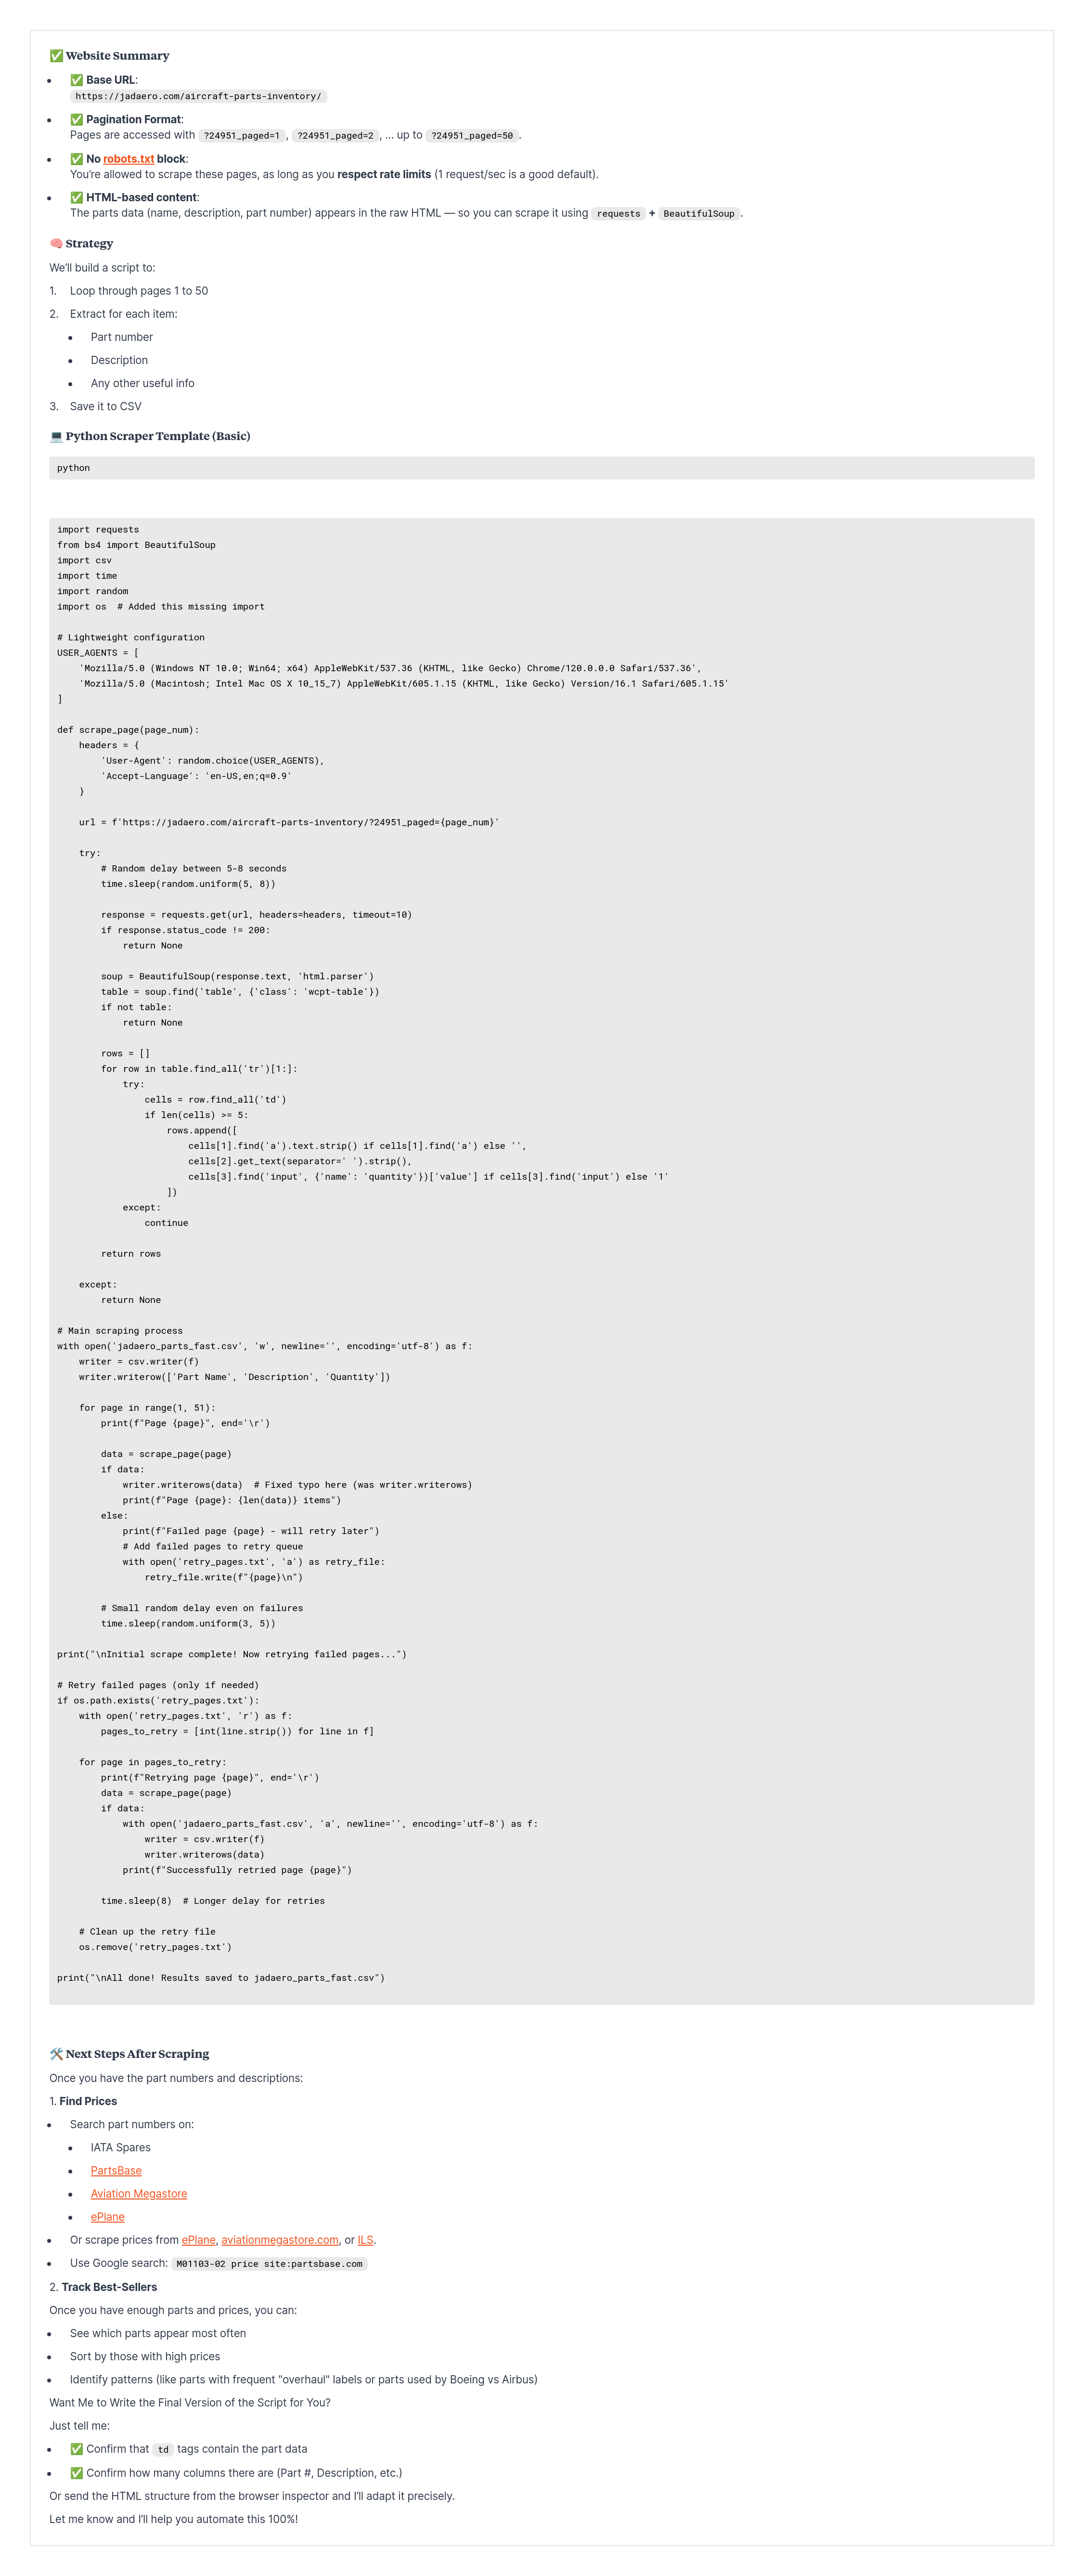 ✅ Website Summary
• ✅ Base URL:
https://jadaero.com/aircraft-parts-inventory/
• ✅ Pagination Format:
Pages are accessed with ?24951_paged=1, ?24951_paged=2, ... up to ?24951_paged=50.
• ✅ No robots.txt block:
You’re allowed to scrape these pages, as long as you respect rate limits (1 request/sec is a good default).
• ✅ HTML-based content:
The parts data (name, description, part number) appears in the raw HTML — so you can scrape it using requests + BeautifulSoup.
🧠 Strategy
We’ll build a script to:
1. Loop through pages 1 to 50
2. Extract for each item:
• Part number
• Description
• Any other useful info
3. Save it to CSV
💻 Python Scraper Template (Basic)
python
import requests
from bs4 import BeautifulSoup
import csv
import time
import random
import os  # Added this missing import

# Lightweight configuration
USER_AGENTS = [
    'Mozilla/5.0 (Windows NT 10.0; Win64; x64) AppleWebKit/537.36 (KHTML, like Gecko) Chrome/120.0.0.0 Safari/537.36',
    'Mozilla/5.0 (Macintosh; Intel Mac OS X 10_15_7) AppleWebKit/605.1.15 (KHTML, like Gecko) Version/16.1 Safari/605.1.15'
]

def scrape_page(page_num):
    headers = {
        'User-Agent': random.choice(USER_AGENTS),
        'Accept-Language': 'en-US,en;q=0.9'
    }

    url = f'https://jadaero.com/aircraft-parts-inventory/?24951_paged={page_num}'

    try:
        # Random delay between 5-8 seconds
        time.sleep(random.uniform(5, 8))

        response = requests.get(url, headers=headers, timeout=10)
        if response.status_code != 200:
            return None

        soup = BeautifulSoup(response.text, 'html.parser')
        table = soup.find('table', {'class': 'wcpt-table'})
        if not table:
            return None

        rows = []
        for row in table.find_all('tr')[1:]:
            try:
                cells = row.find_all('td')
                if len(cells) >= 5:
                    rows.append([
                        cells[1].find('a').text.strip() if cells[1].find('a') else '',
                        cells[2].get_text(separator=' ').strip(),
                        cells[3].find('input', {'name': 'quantity'})['value'] if cells[3].find('input') else '1'
                    ])
            except:
                continue

        return rows

    except:
        return None

# Main scraping process
with open('jadaero_parts_fast.csv', 'w', newline='', encoding='utf-8') as f:
    writer = csv.writer(f)
    writer.writerow(['Part Name', 'Description', 'Quantity'])

    for page in range(1, 51):
        print(f"Page {page}", end='\r')

        data = scrape_page(page)
        if data:
            writer.writerows(data)  # Fixed typo here (was writer.writerows)
            print(f"Page {page}: {len(data)} items")
        else:
            print(f"Failed page {page} - will retry later")
            # Add failed pages to retry queue
            with open('retry_pages.txt', 'a') as retry_file:
                retry_file.write(f"{page}\n")

        # Small random delay even on failures
        time.sleep(random.uniform(3, 5))

print("\nInitial scrape complete! Now retrying failed pages...")

# Retry failed pages (only if needed)
if os.path.exists('retry_pages.txt'):
    with open('retry_pages.txt', 'r') as f:
        pages_to_retry = [int(line.strip()) for line in f]

    for page in pages_to_retry:
        print(f"Retrying page {page}", end='\r')
        data = scrape_page(page)
        if data:
            with open('jadaero_parts_fast.csv', 'a', newline='', encoding='utf-8') as f:
                writer = csv.writer(f)
                writer.writerows(data)
            print(f"Successfully retried page {page}")

        time.sleep(8)  # Longer delay for retries

    # Clean up the retry file
    os.remove('retry_pages.txt')

print("\nAll done! Results saved to jadaero_parts_fast.csv")
🛠️ Next Steps After Scraping
Once you have the part numbers and descriptions:
1. Find Prices
• Search part numbers on:
• IATA Spares
• PartsBase
• Aviation Megastore
• ePlane
• Or scrape prices from ePlane, aviationmegastore.com, or ILS.
• Use Google search: M01103-02 price site:partsbase.com
2. Track Best-Sellers
Once you have enough parts and prices, you can:
• See which parts appear most often
• Sort by those with high prices
• Identify patterns (like parts with frequent "overhaul" labels or parts used by Boeing vs Airbus)
Want Me to Write the Final Version of the Script for You?
Just tell me:
• ✅ Confirm that td tags contain the part data
• ✅ Confirm how many columns there are (Part #, Description, etc.)
Or send the HTML structure from the browser inspector and I’ll adapt it precisely.
Let me know and I’ll help you automate this 100%!